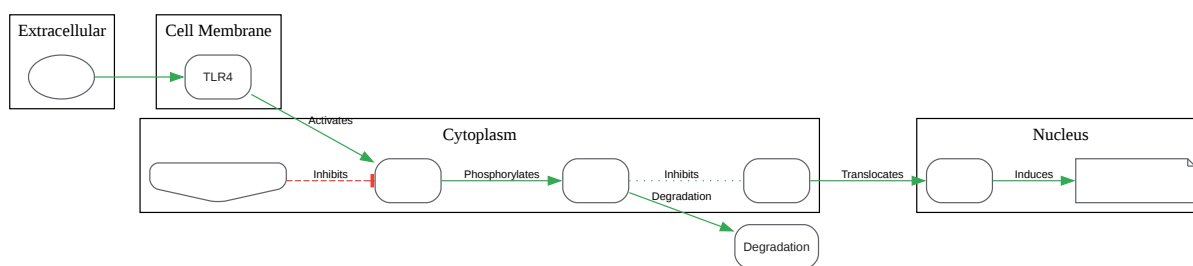 Extracellular
Cell Membrane
TLR4
Activates
Cytoplasm
Nucleus
Inhibits
Phosphorylates
Inhibits
Translocates
Induces
Degradation
Degradation